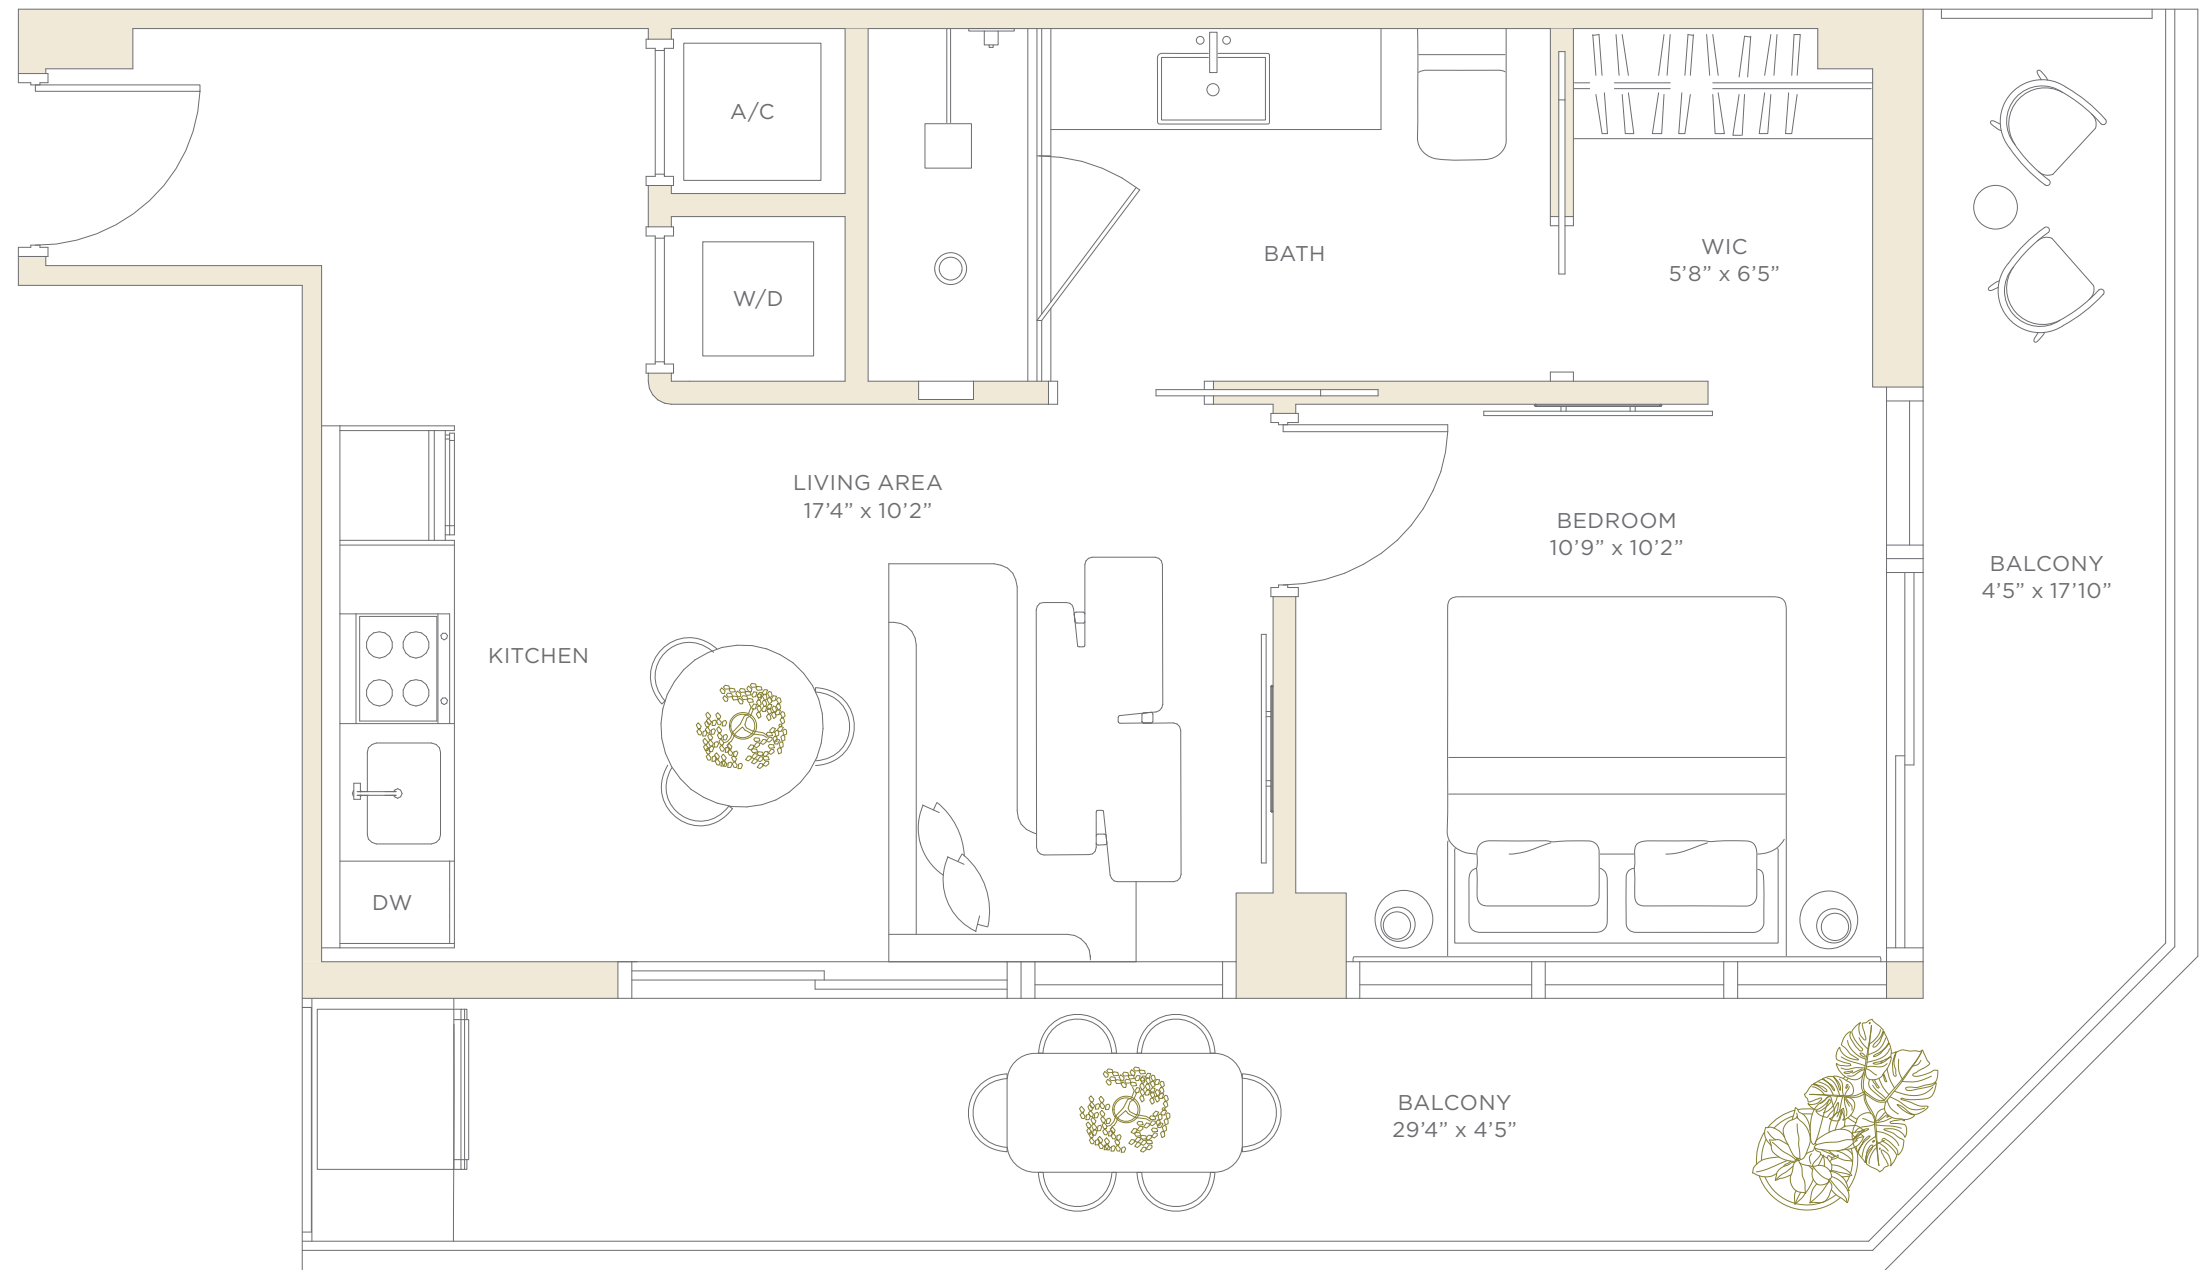 A/C
W/D
BATH
WIC
5’8” x 6’5”
LIVING AREA
17’4” x 10’2”
BEDROOM
10’9” x 10’2”
BALCONY
4’5” x 17’10”
KITCHEN
DW
BALCONY
29’4” x 4’5”